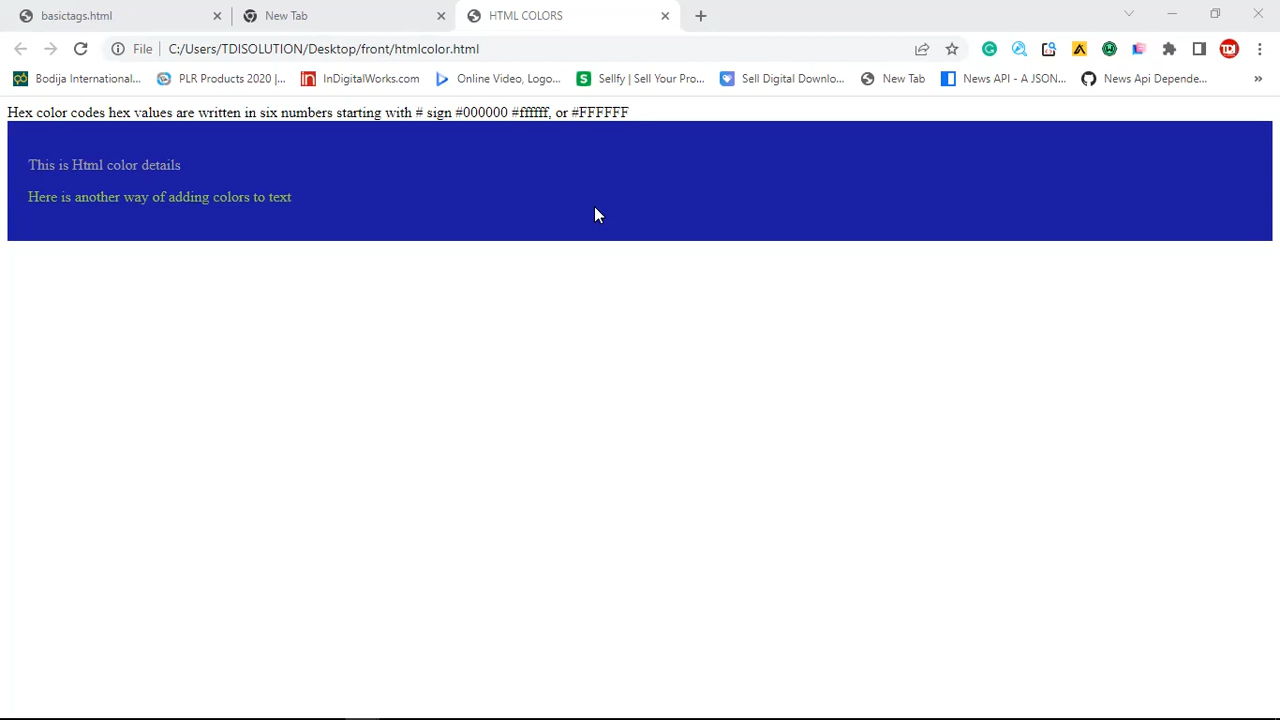 basictags.html
New Tab
HTML COLORS
File
C:/Users/TDISOLUTION/Desktop/front/htmlcolor.html
TDI
Bodija International...
PLR Products 2020 |...
in InDigitalWorks.com
Online Video, Logo...
S Sellfy | Sell Your Pro...
Sell Digital Downlo...
New Tab
News API - A JSON...
News Api Depende...
»
Hex color codes hex values are written in six numbers starting with # sign #000000 #ffffff, or #FFFFFF
This is Html color details
Here is another way of adding colors to text